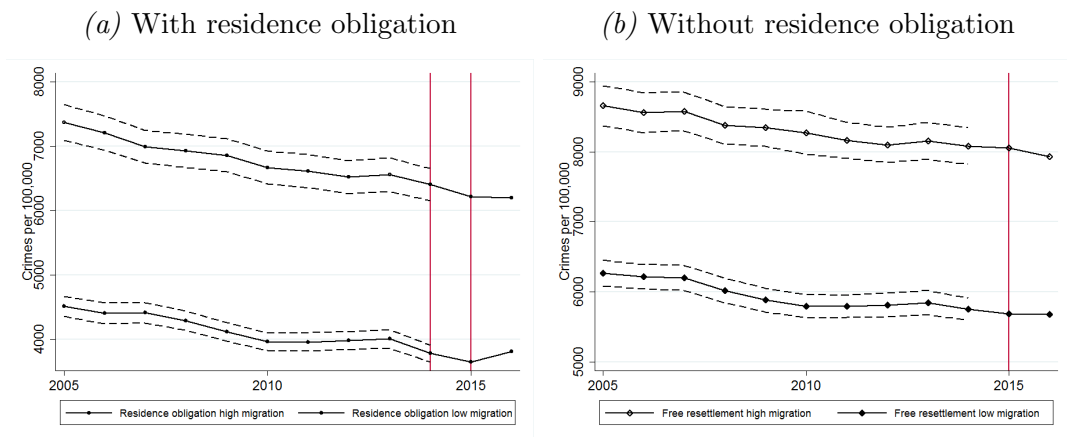 (a) With residence obligation
Crimes per 100,000
8000
7000
6000
5000
4000
2005
2010
2015
Residence obligation high migration
Residence obligation low migration
(b) Without residence obligation
Crimes per 100,000
9000
8000
7000
6000
5000
2005
2010
2015
Free resettlement high migration
Free resettlement low migration